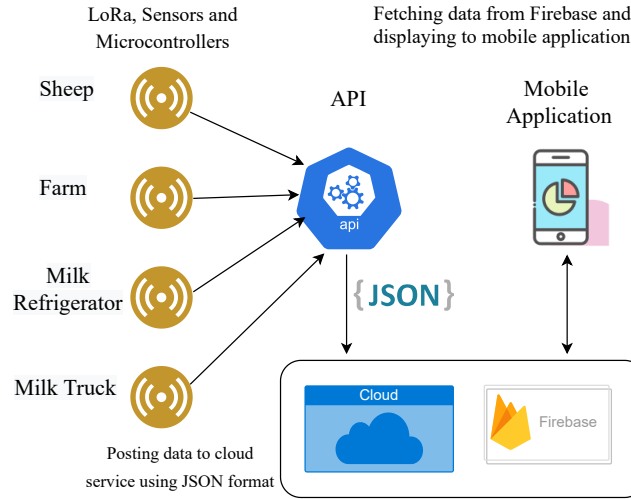 LoRa, Sensors and
Microcontrollers
Fetching data from Firebase and
displaying to mobile application
Sheep
API
Mobile
Application
Farm
api
Milk
Refrigerator
{JSON}
Milk Truck
Cloud
Firebase
Posting data to cloud
service using JSON format